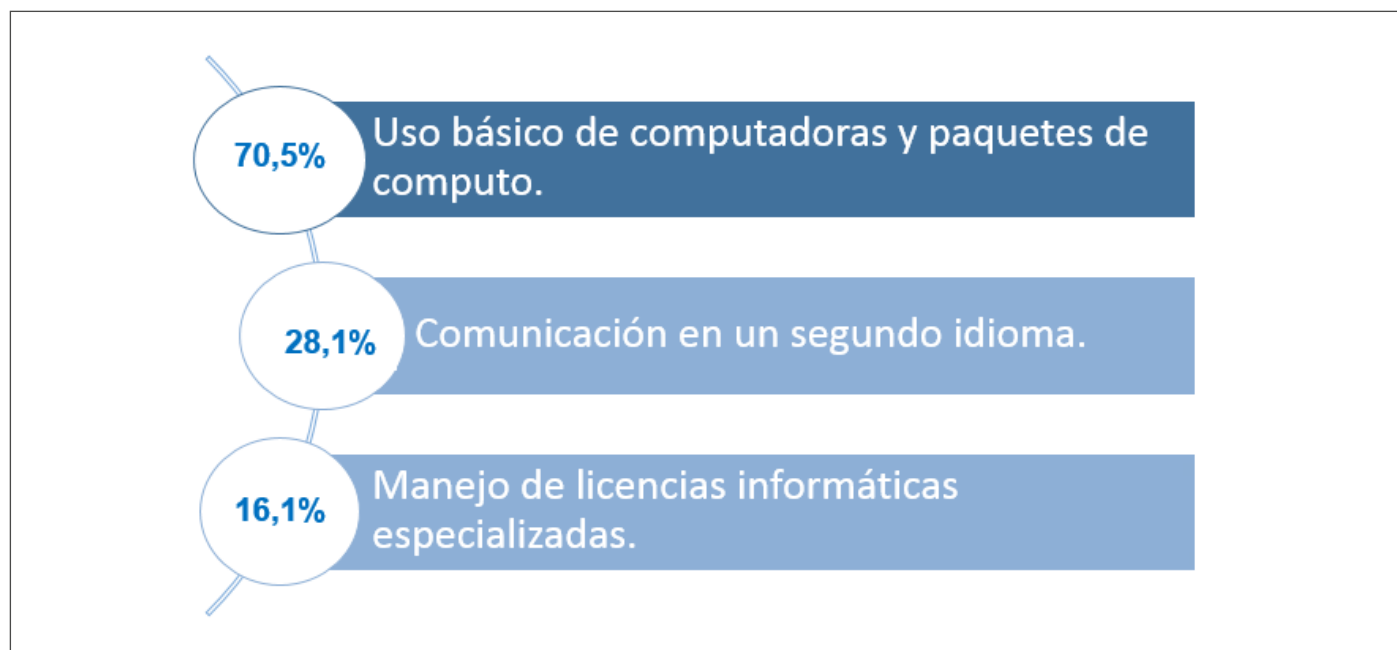 70,5%
Uso básico de computadoras y paquetes de
computo.
28,1%
Comunicación en un segundo idioma.
16,1%
Manejo de licencias informáticas
especializadas.